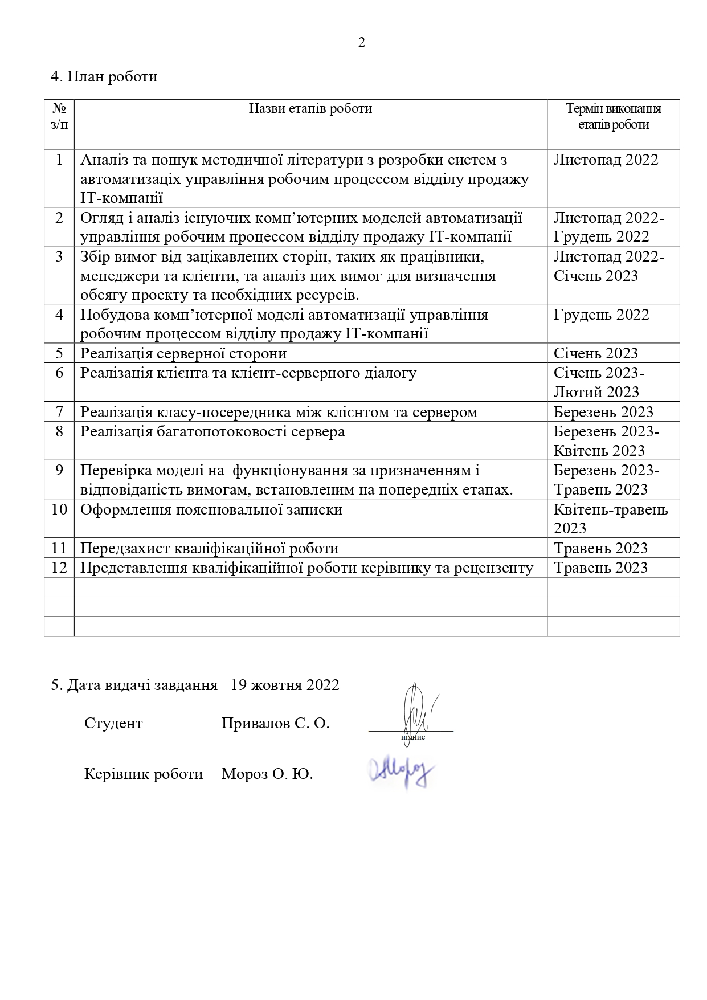 2
4. План роботи
№ Назви етапів роботи Термін виконання
з/п етапів роботи
1 Аналіз та пошук методичної літератури з розробки систем з Листопад 2022
автоматизаціх управління робочим процессом відділу продажу
ІТ-компанії
2 Огляд і аналіз існуючих комп’ютерних моделей автоматизації Листопад 2022-
управління робочим процессом відділу продажу ІТ-компанії Грудень 2022
3 Збір вимог від зацікавлених сторін, таких як працівники, Листопад 2022-
менеджери та клієнти, та аналіз цих вимог для визначення Січень 2023
обсягу проекту та необхідних ресурсів.
4 Побудова комп’ютерної моделі автоматизації управління Грудень 2022
робочим процессом відділу продажу ІТ-компанії
5 Реалізація серверної сторони Січень 2023
6 Реалізація клієнта та клієнт-серверного діалогу Січень 2023-
Лютий 2023
7 Реалізація класу-посередника між клієнтом та сервером Березень 2023
8 Реалізація багатопотоковості сервера Березень 2023-
Квітень 2023
9 Перевірка моделі на функціонування за призначенням і Березень 2023-
відповіданість вимогам, встановленим на попередніх етапах. Травень 2023
10 Оформлення пояснювальної записки Квітень-травень
2023
11 Передзахист кваліфікаційної роботи Травень 2023
12 Представлення кваліфікаційної роботи керівнику та рецензенту Травень 2023
5. Дата видачі завдання 19 жовтня 2022
Студент Привалов С. О.
підпис
Керівник роботи Мороз О. Ю. ОМороз